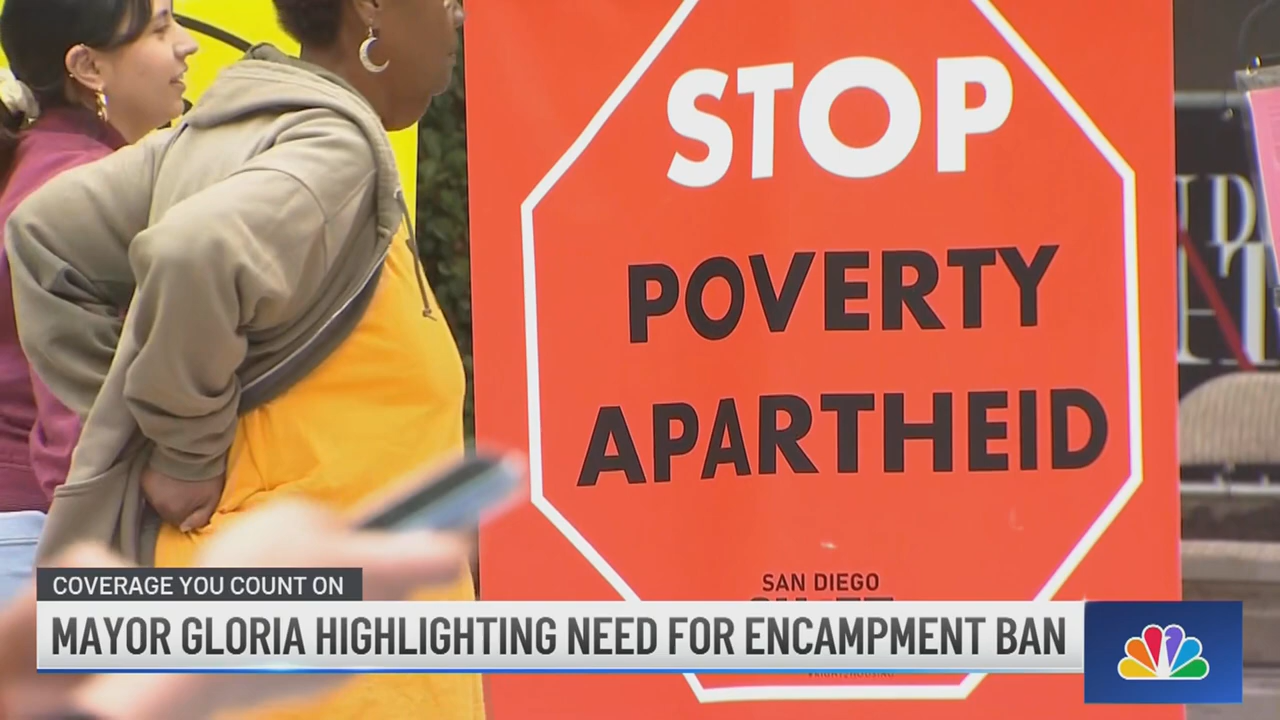 STOP
POVERTY
APARTHEID
SAN DIEGO
COVERAGE YOU COUNT ON
MAYOR GLORIA HIGHLIGHTING NEED FOR ENCAMPMENT BAN